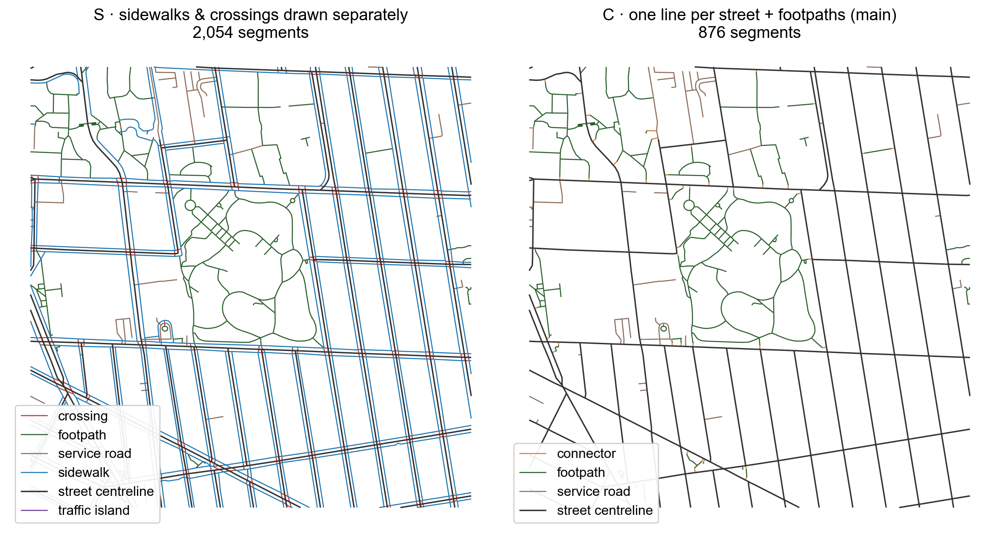 S · sidewalks & crossings drawn separately
2,054 segments
C · one line per street + footpaths (main)
876 segments
crossing
footpath
service road
sidewalk
street centreline
traffic island
connector
footpath
service road
street centreline